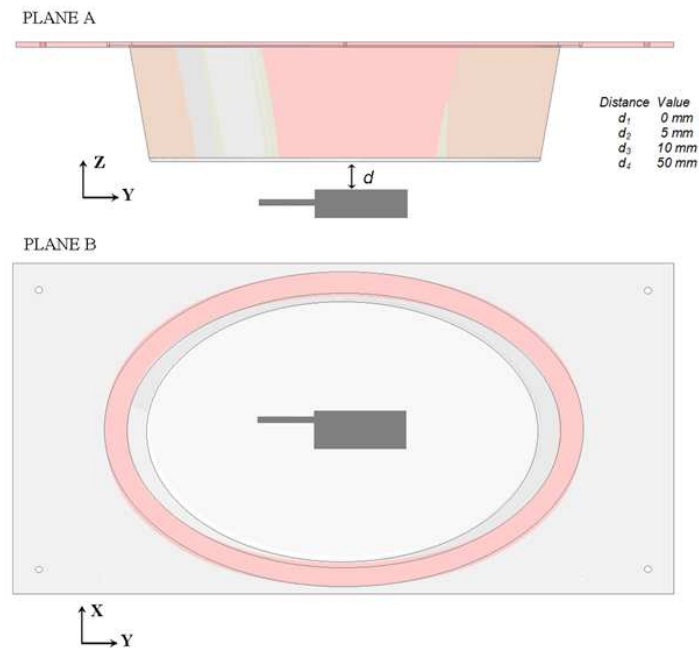 PLANE A
Distance Value
d₁ 0 mm
d₂ 5 mm
d₃ 10 mm
d₄ 50 mm
Z
Y
d
PLANE B
X
Y